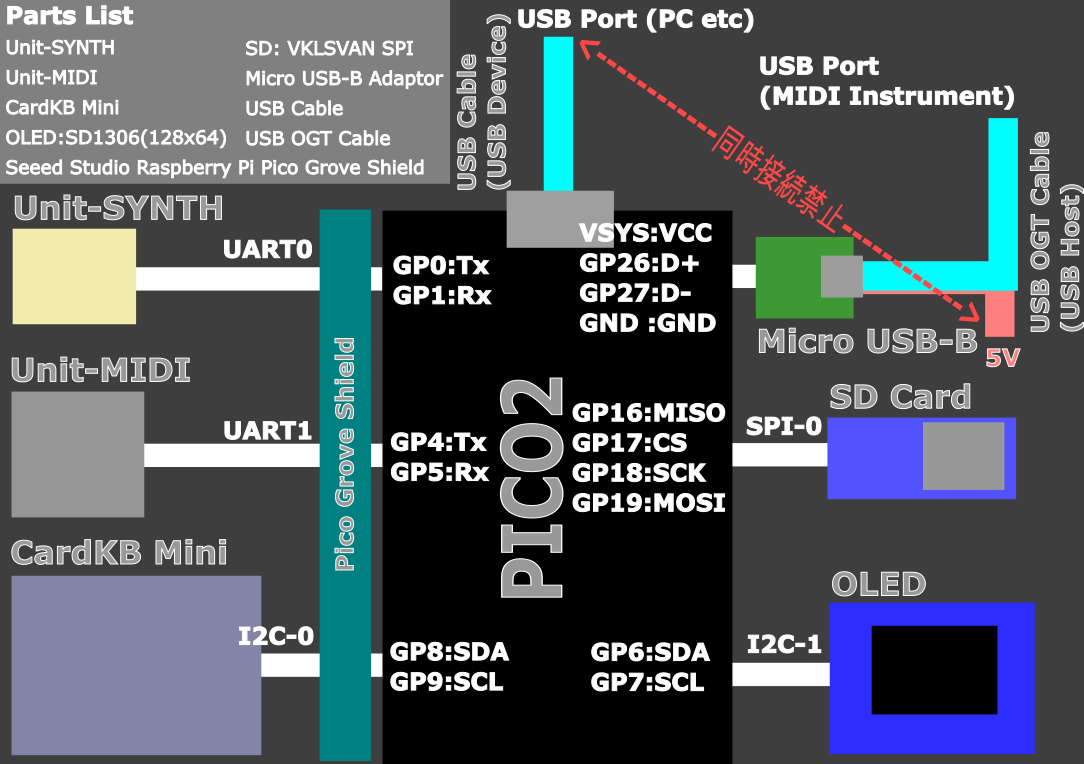 Parts List
Unit-SYNTH
SD: VKLSVAN SPI
Unit-MIDI
Micro USB-B Adaptor
CardKB Mini
USB Cable
OLED:SD1306(128x64)
USB OGT Cable
Seeed Studio Raspberry Pi Pico Grove Shield
USB Cable
(USB Device)
USB Port (PC etc)
USB Port
(MIDI Instrument)
同時接続禁止
USB OGT Cable
(USB Host)
Unit-SYNTH
UART0
GP0:Tx
GP1:Rx
VSYS:VCC
GP26:D+
GP27:D-
GND :GND
Micro USB-B
5V
Unit-MIDI
UART1
Pico Grove Shield
GP4:Tx
GP5:Rx
PICO2
GP16:MISO
GP17:CS
GP18:SCK
GP19:MOSI
SPI-0
SD Card
CardKB Mini
I2C-0
GP8:SDA
GP9:SCL
GP6:SDA
GP7:SCL
I2C-1
OLED